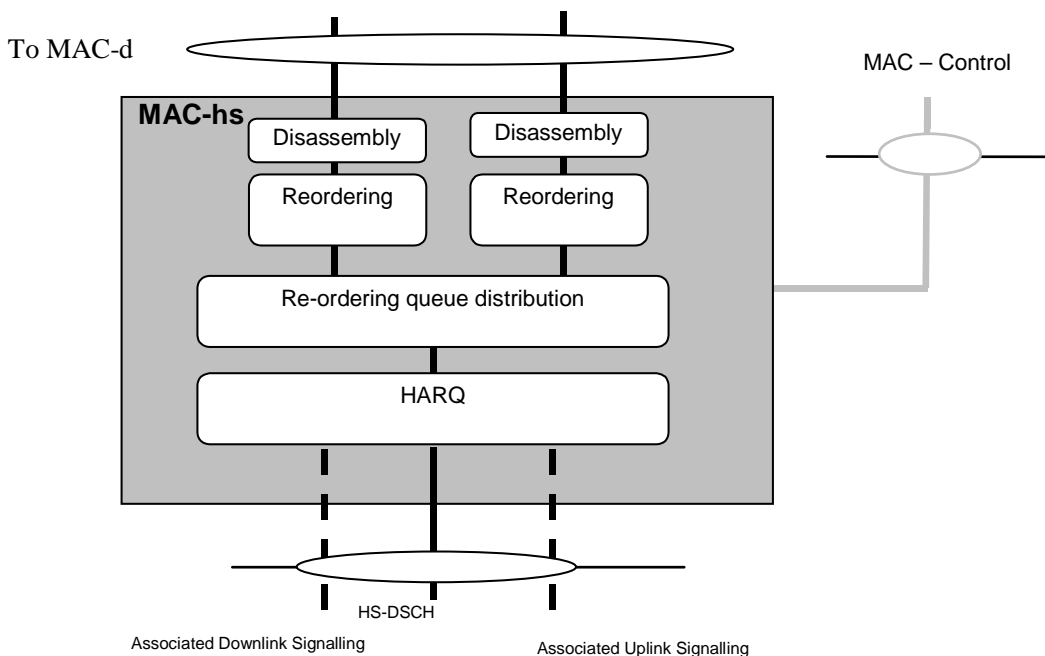 To MAC-d
MAC – Control
MAC-hs
Disassembly
Disassembly
Reordering
Reordering
Re-ordering queue distribution
HARQ
HS-DSCH
Associated Downlink Signalling
Associated Uplink Signalling